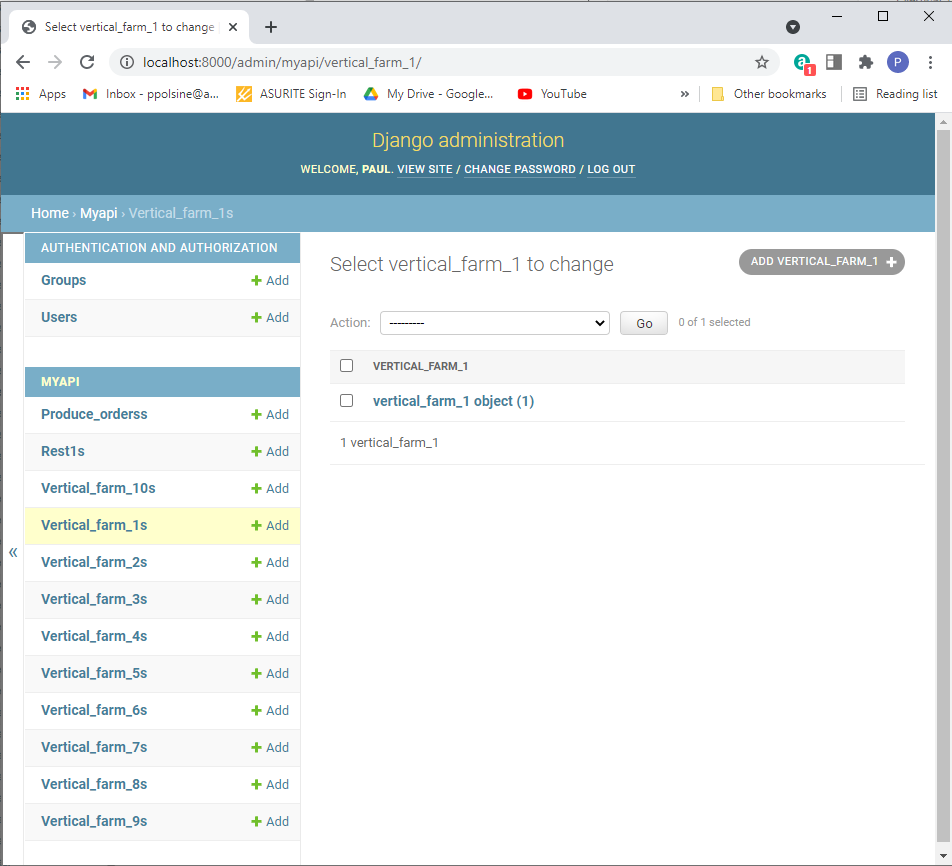 Select vertical_farm_1 to change
localhost:8000/admin/myapi/vertical_farm_1/
1
P
Apps
Inbox - ppolsine@a...
ASURITE Sign-In
My Drive - Google...
YouTube
»
Other bookmarks
Reading list
Django administration
WELCOME, PAUL. VIEW SITE / CHANGE PASSWORD / LOG OUT
Home › Myapi › Vertical_farm_1s
«
AUTHENTICATION AND AUTHORIZATION
Groups Add
Users Add
MYAPI
Produce_orderss Add
Rest1s Add
Vertical_farm_10s Add
Vertical_farm_1s Add
Vertical_farm_2s Add
Vertical_farm_3s Add
Vertical_farm_4s Add
Vertical_farm_5s Add
Vertical_farm_6s Add
Vertical_farm_7s Add
Vertical_farm_8s Add
Vertical_farm_9s Add
Select vertical_farm_1 to change
ADD VERTICAL_FARM_1
Action: --------- Go 0 of 1 selected
VERTICAL_FARM_1
vertical_farm_1 object (1)
1 vertical_farm_1